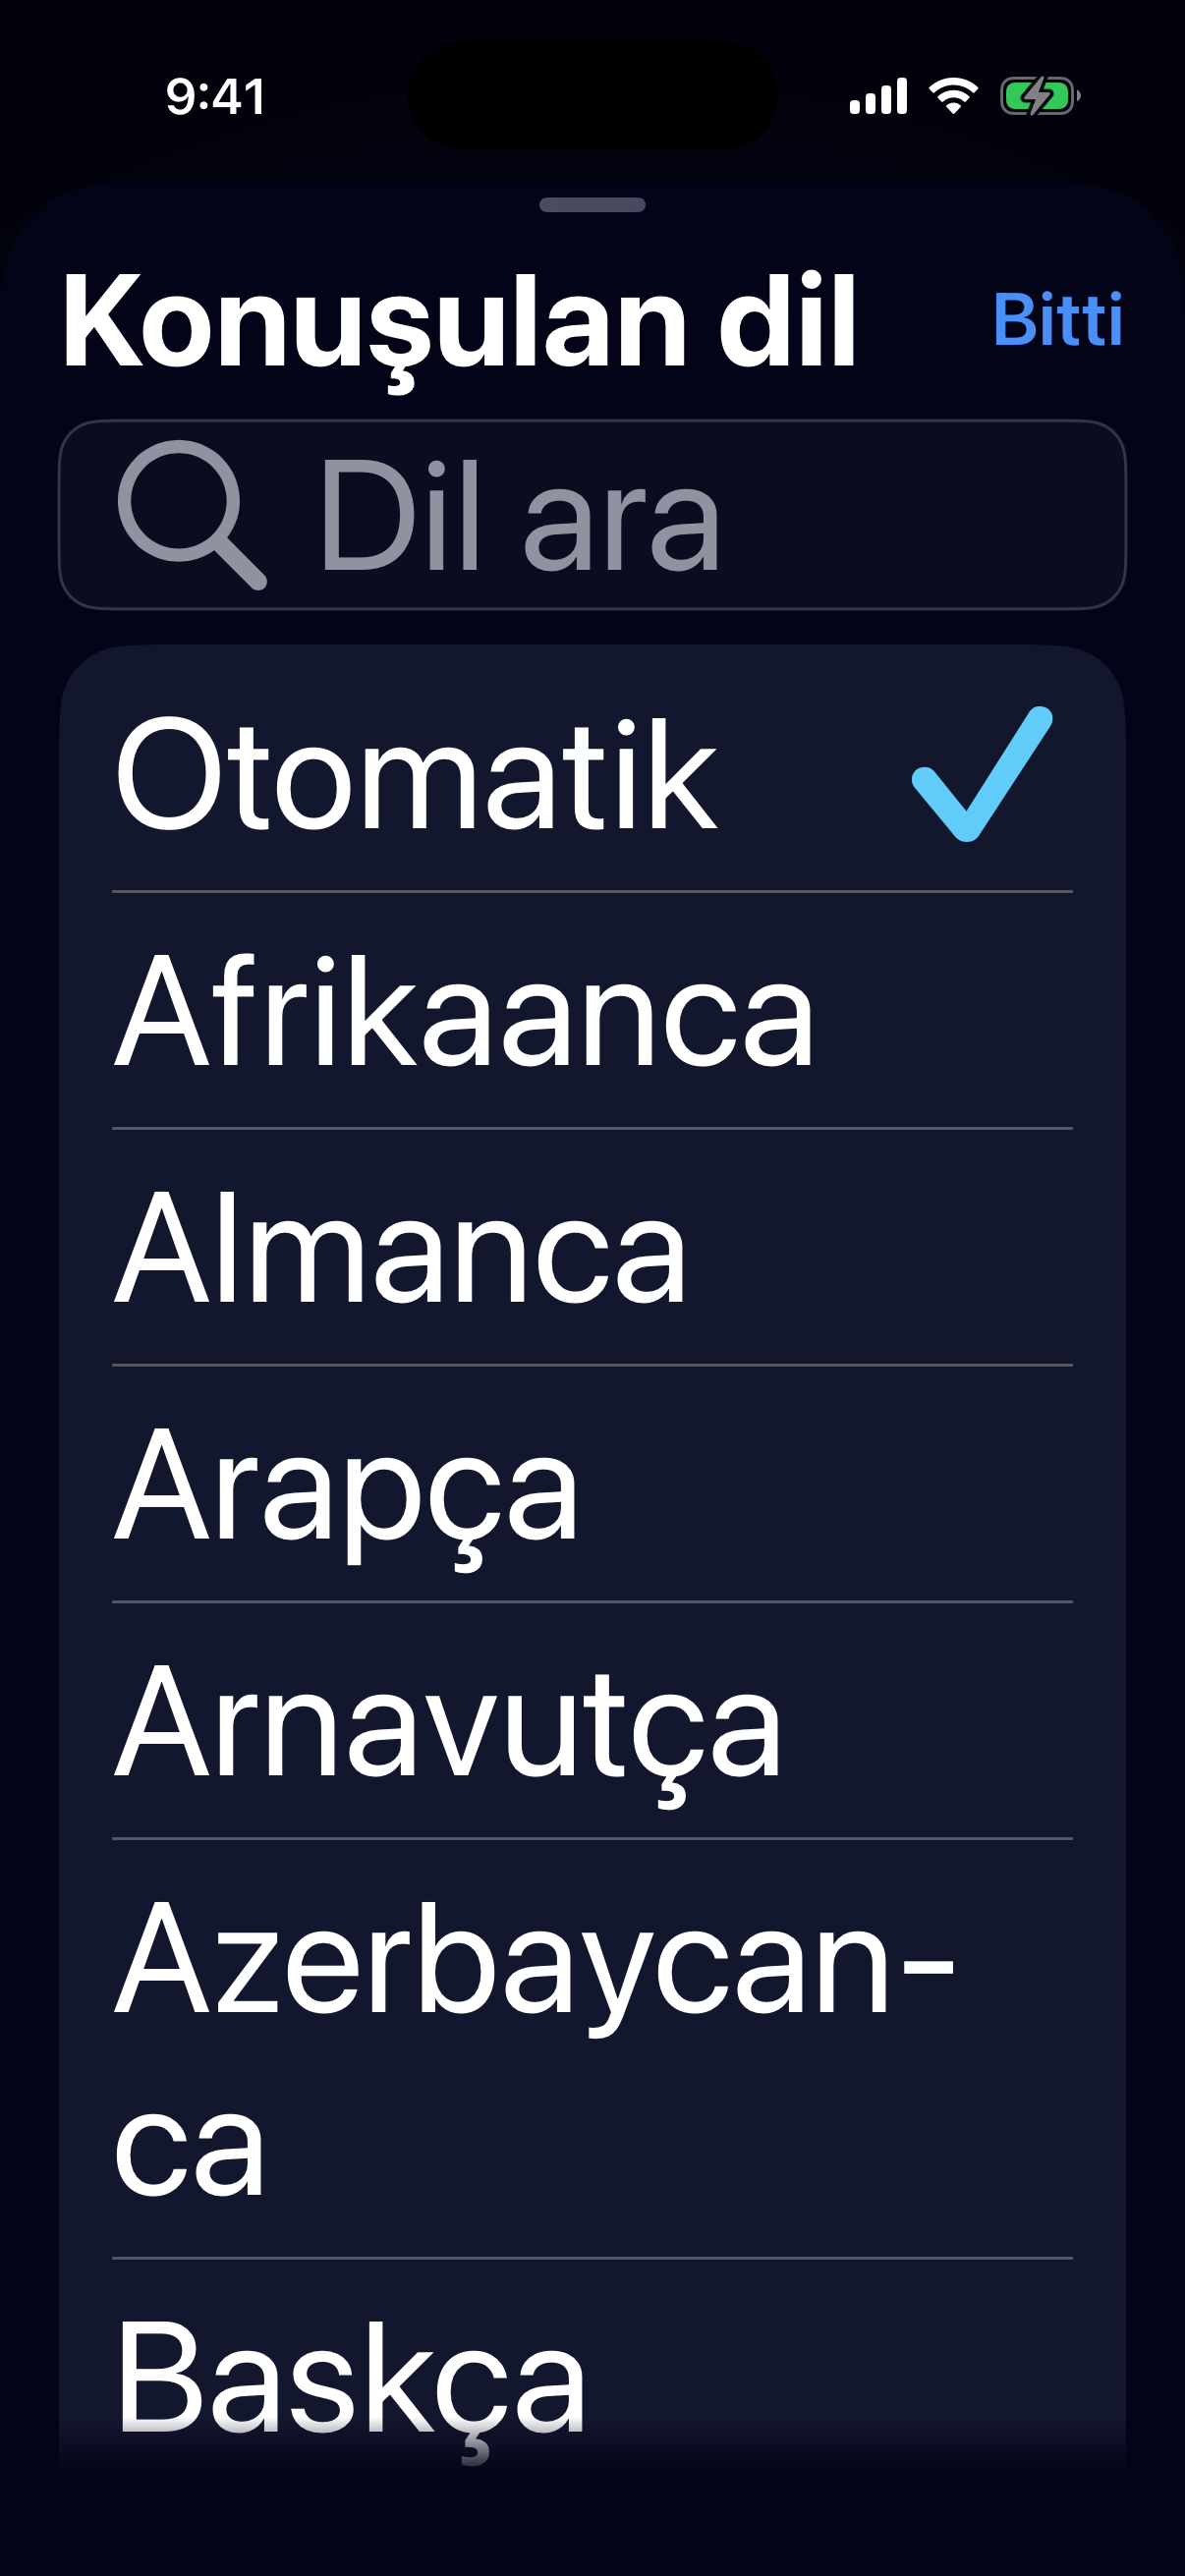 9:41
Konuşulan dil
Bitti
Dil ara
Otomatik
Afrikaanca
Almanca
Arapça
Arnavutça
Azerbaycan-
ca
Baskça